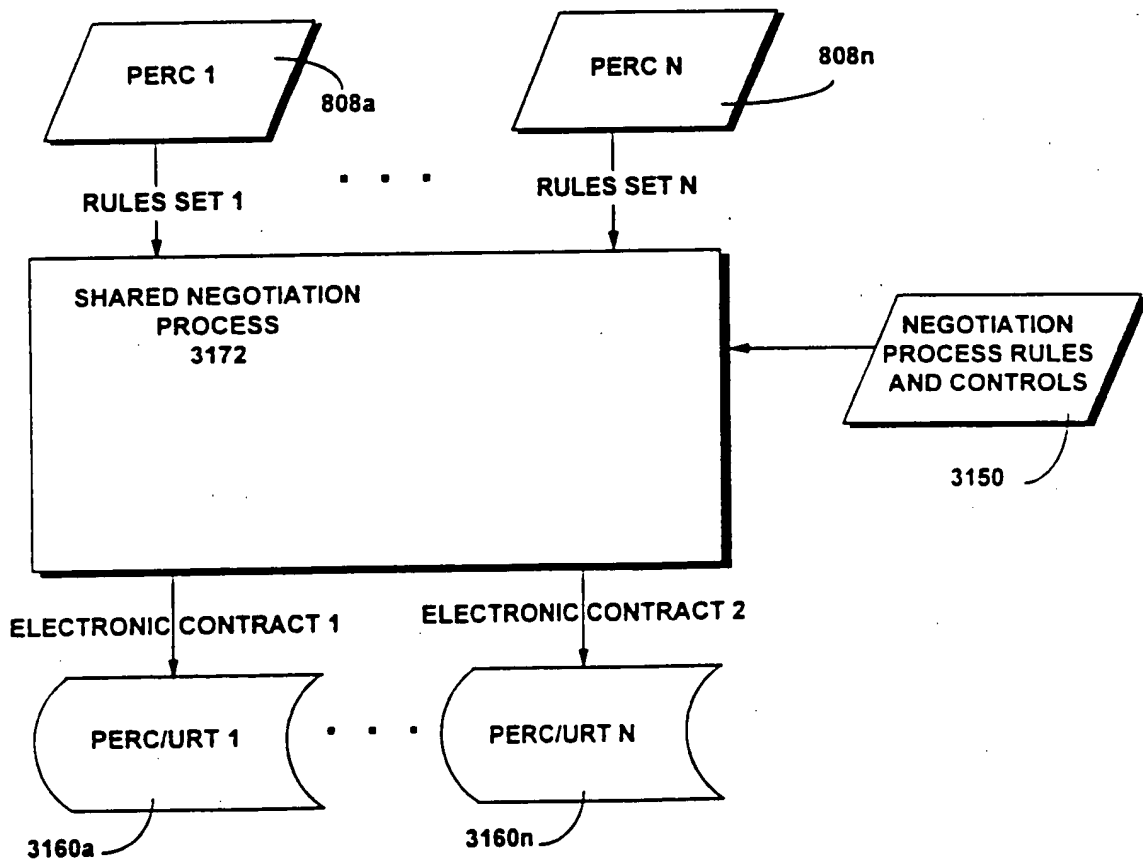 PERC 1
808a
PERC N
808n
RULES SET 1
RULES SET N
SHARED NEGOTIATION
PROCESS
3172
NEGOTIATION
PROCESS RULES
AND CONTROLS
3150
ELECTRONIC CONTRACT 1
ELECTRONIC CONTRACT 2
PERC/URT 1
PERC/URT N
3160a
3160n